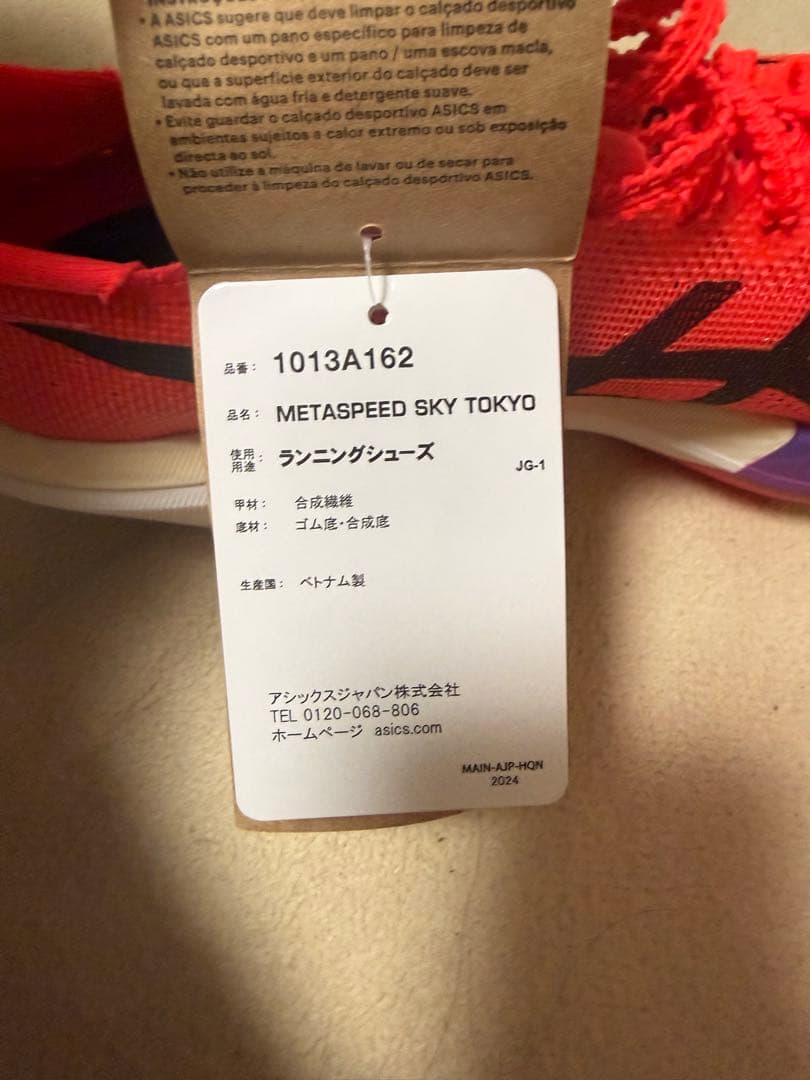 • A ASICS sugere que deve limpar o calçado desportivo
ASICS com um pano específico para limpeza de
calçado desportivo e um pano / uma escova macia,
ou que a superfície exterior do calçado deve ser
lavada com água fria e detergente suave.
• Evite guardar o calçado desportivo ASICS em
ambientes sujeitos a calor extremo ou sob exposição
directa ao sol.
• Não utilize a máquina de lavar ou de secar para
proceder à limpeza do calçado desportivo ASICS.
品番： 1013A162
品名： METASPEED SKY TOKYO
使用用途： ランニングシューズ
JG-1
甲材： 合成繊維
底材： ゴム底・合成底
生産国： ベトナム製
アシックスジャパン株式会社
TEL 0120-068-806
ホームページ asics.com
MAIN-AJP-HQN
2024